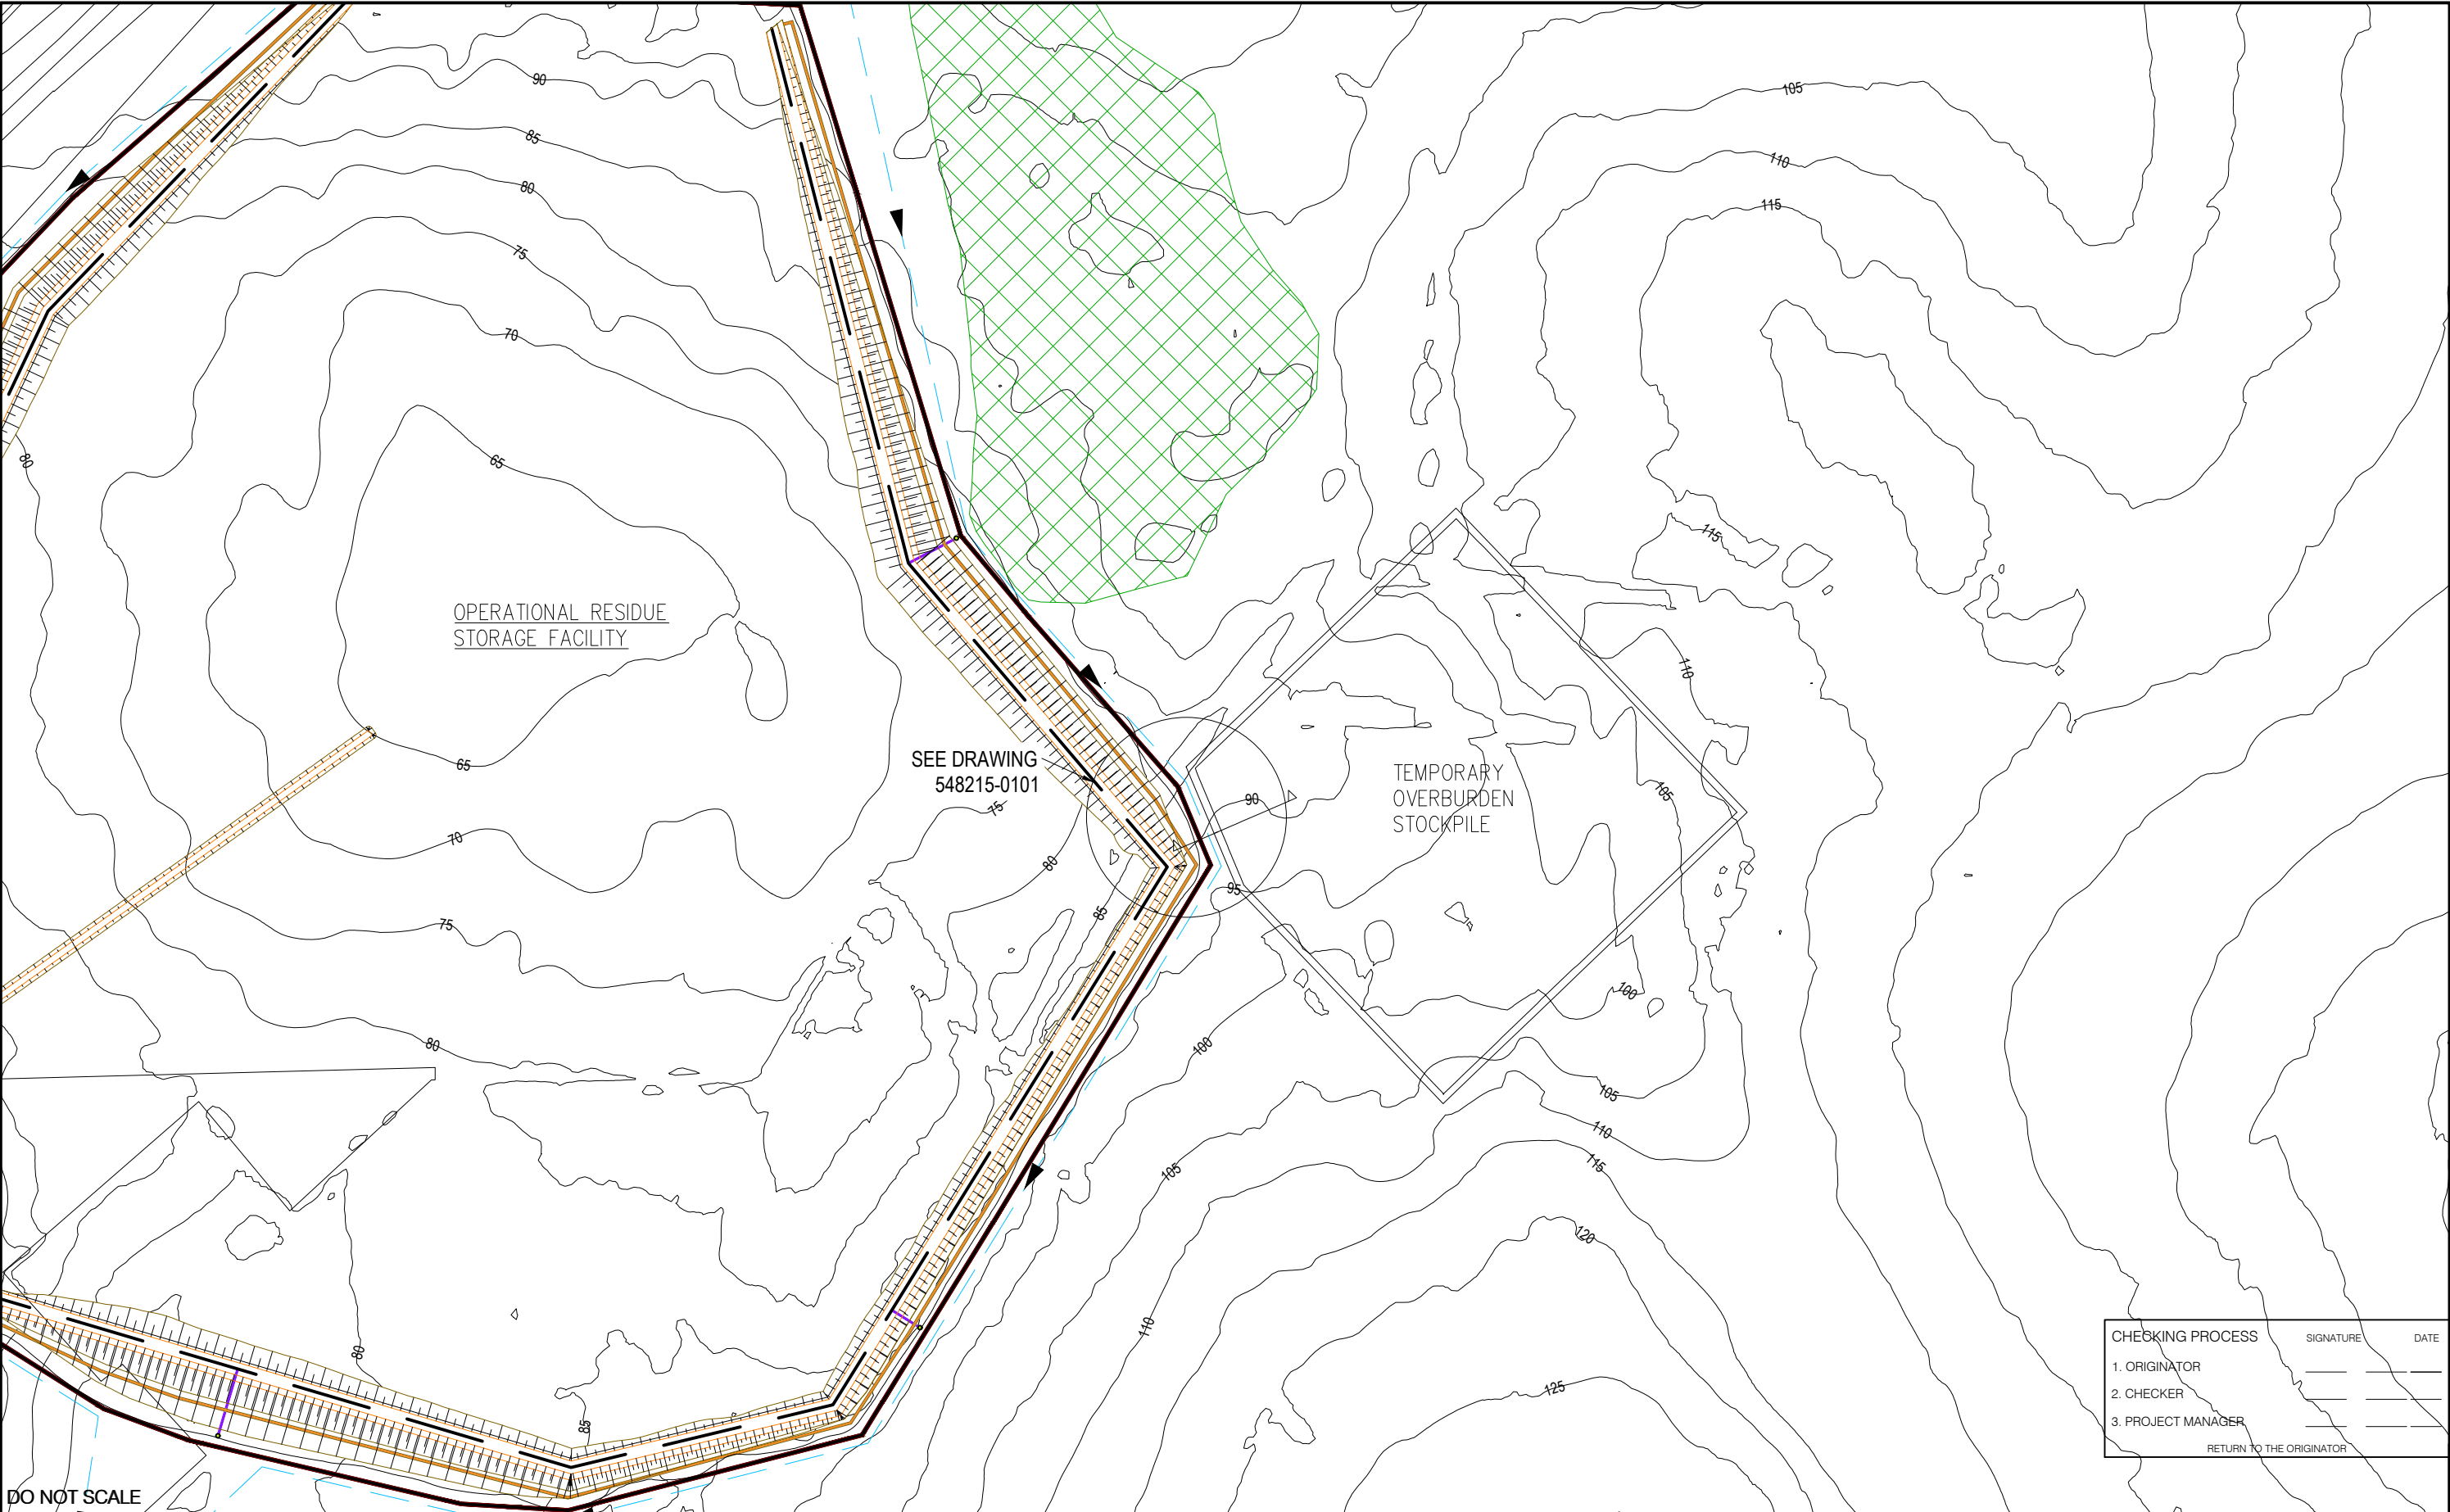 90
85
80
75
70
65
80
OPERATIONAL RESIDUE
STORAGE FACILITY
65
70
75
80
SEE DRAWING
548215-0101
75
80
85
90
95
TEMPORARY
OVERBURDEN
STOCKPILE
105
110
115
115
110
105
100
105
110
115
120
125
100
105
110
80
85
CHECKING PROCESS SIGNATURE DATE
1. ORIGINATOR
2. CHECKER
3. PROJECT MANAGER
RETURN TO THE ORIGINATOR
DO NOT SCALE